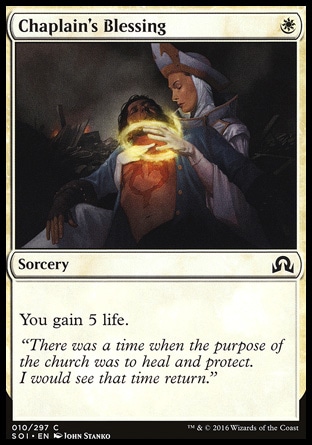 Chaplain's Blessing
Sorcery
You gain 5 life.
"There was a time when the purpose of
the church was to heal and protect.
I would see that time return."
010/297 C
SOI • EN John Stanko
™ & © 2016 Wizards of the Coast